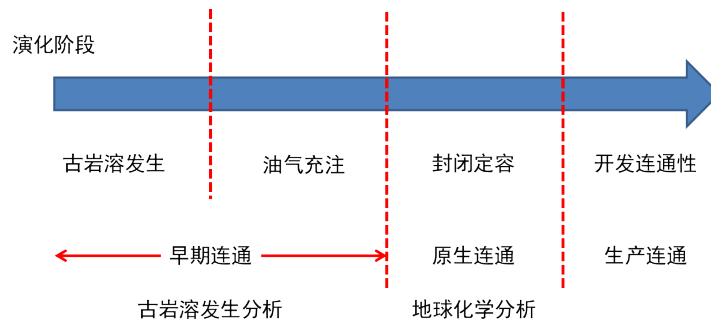 演化阶段
古岩溶发生
油气充注
封闭定容
开发连通性
早期连通
原生连通
生产连通
古岩溶发生分析
地球化学分析